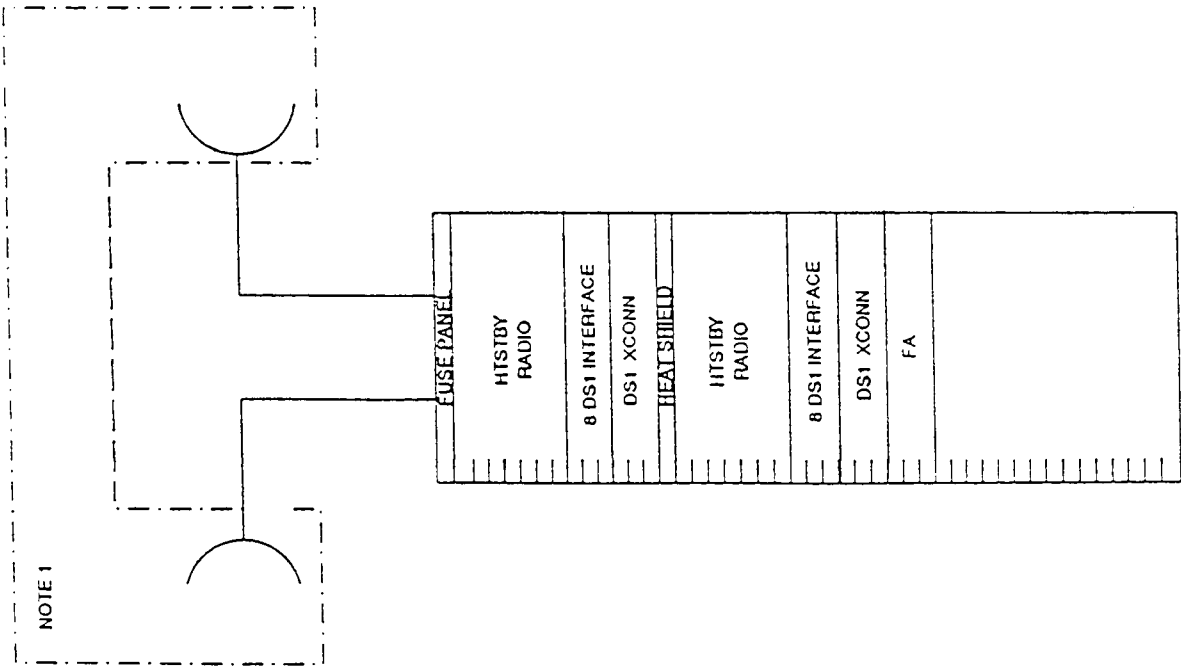 NOTE 1
FUSE PANEL
HTSTBY
RADIO
8 DS1 INTERFACE
DS1 XCONN
HEAT SHIELD
HTSTBY
RADIO
8 DS1 INTERFACE
DS1 XCONN
FA